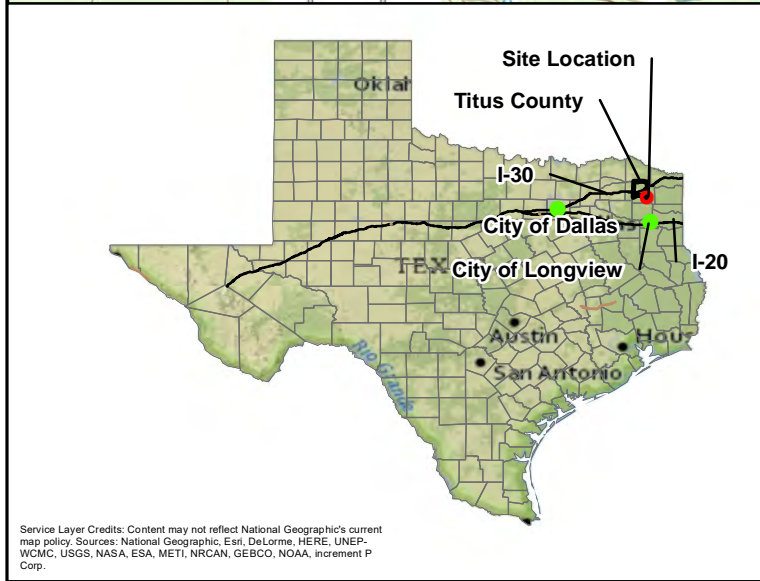 Site Location
Oklah
Titus County
I-30
City of Dallas
TEX
City of Longview
I-20
Austin
Hous
San Antonio
Rio Grande
Service Layer Credits: Content may not reflect National Geographic's current
map policy. Sources: National Geographic, Esri, DeLorme, HERE, UNEP-
WCMC, USGS, NASA, ESA, METI, NRCAN, GEBCO, NOAA, increment P
Corp.